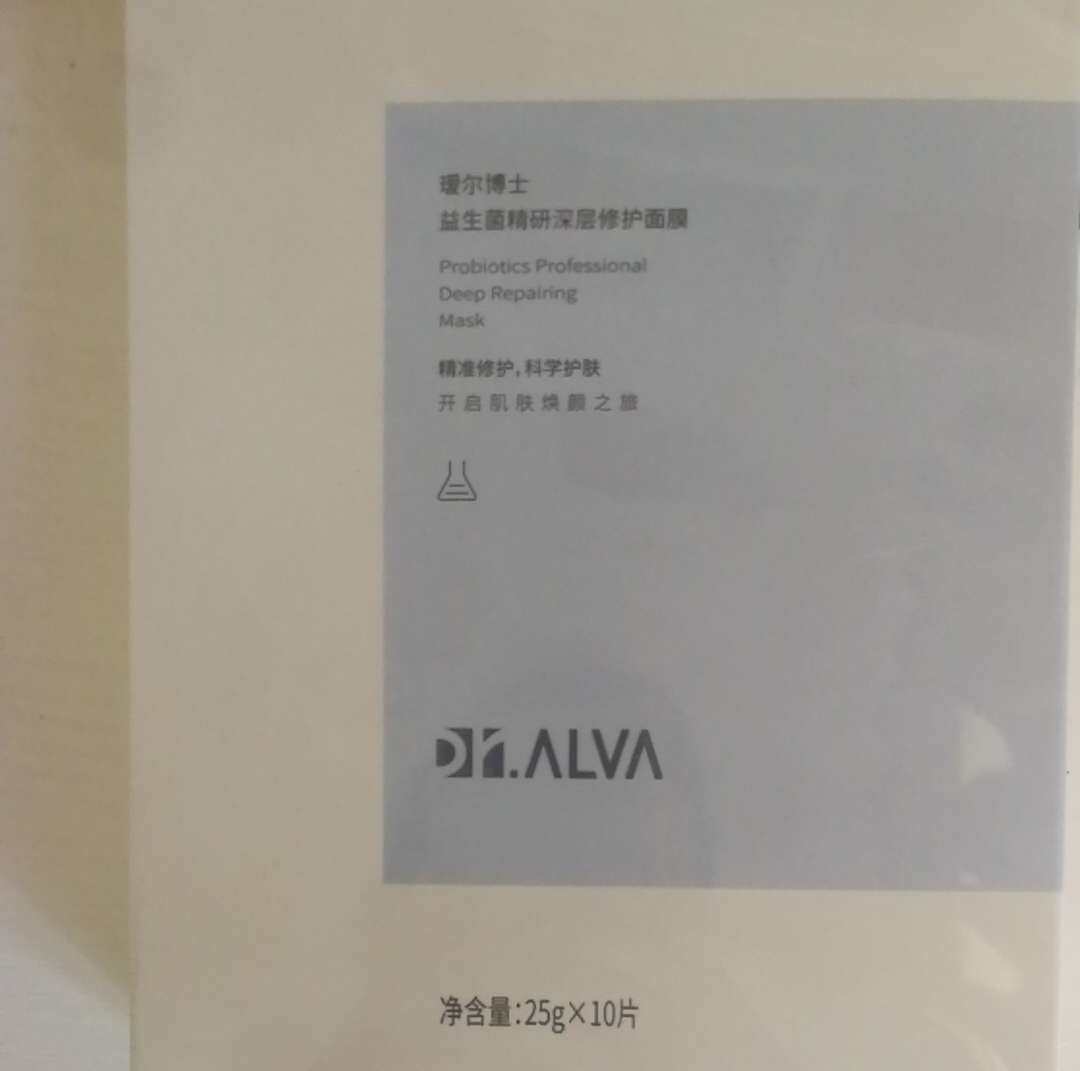 瑷尔博士
益生菌精研深层修护面膜
Probiotics Professional
Deep Repairing
Mask
精准修护,科学护肤
开启肌肤焕颜之旅
Dr.ALVA
净含量:25g×10片